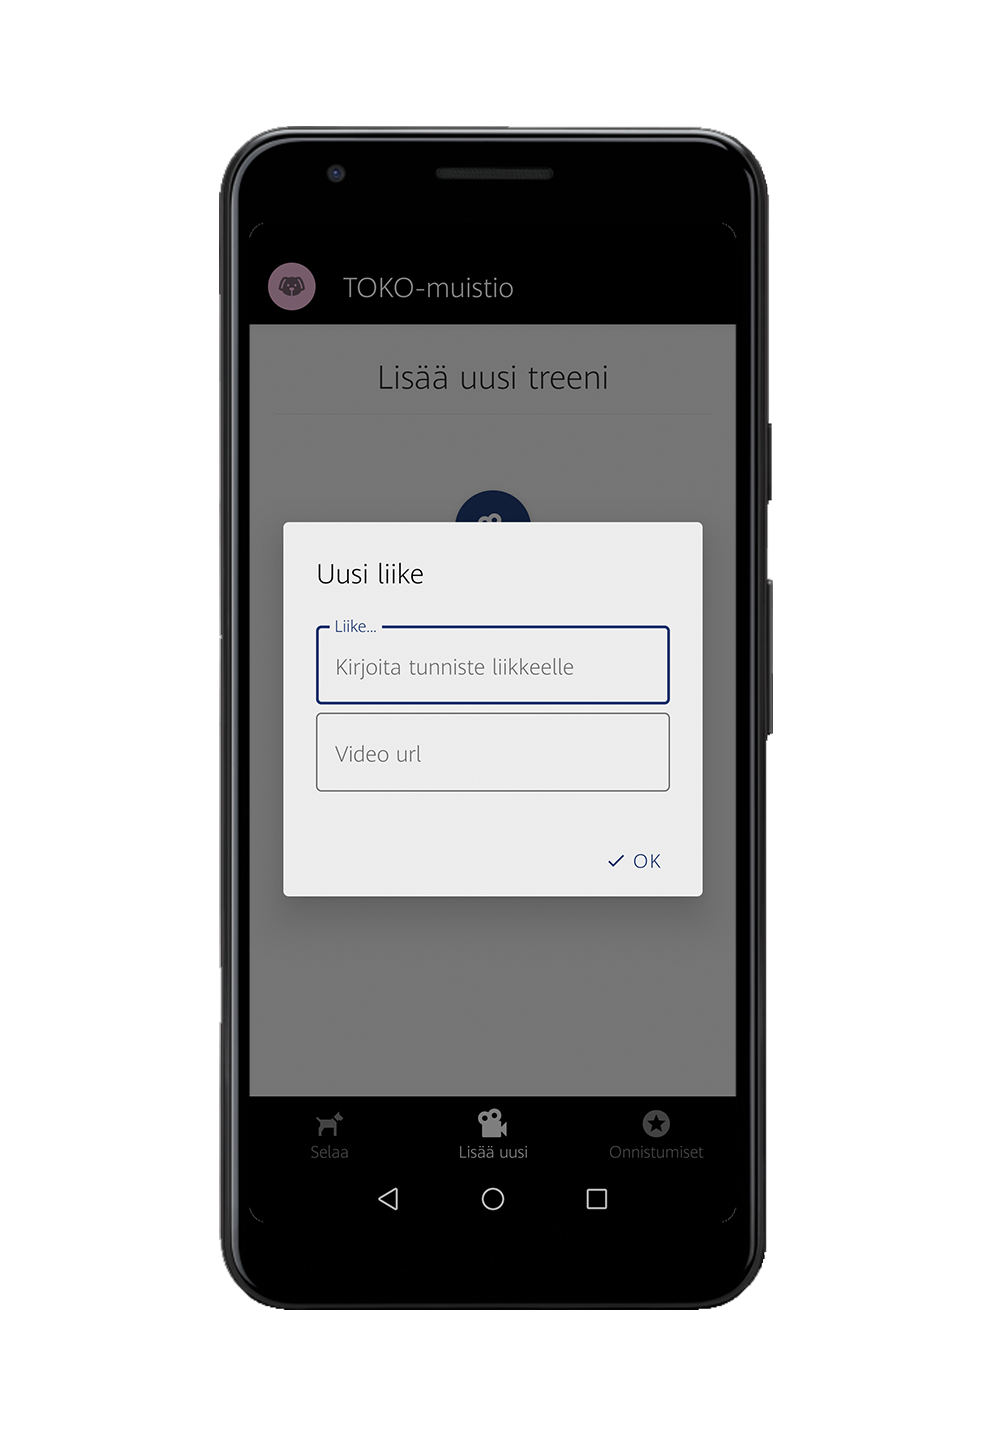 TOKO-muistio
Lisää uusi treeni
Uusi liike
Liike...
Kirjoita tunniste liikkeelle
Video url
OK
Selaa
Lisää uusi
Onnistumiset